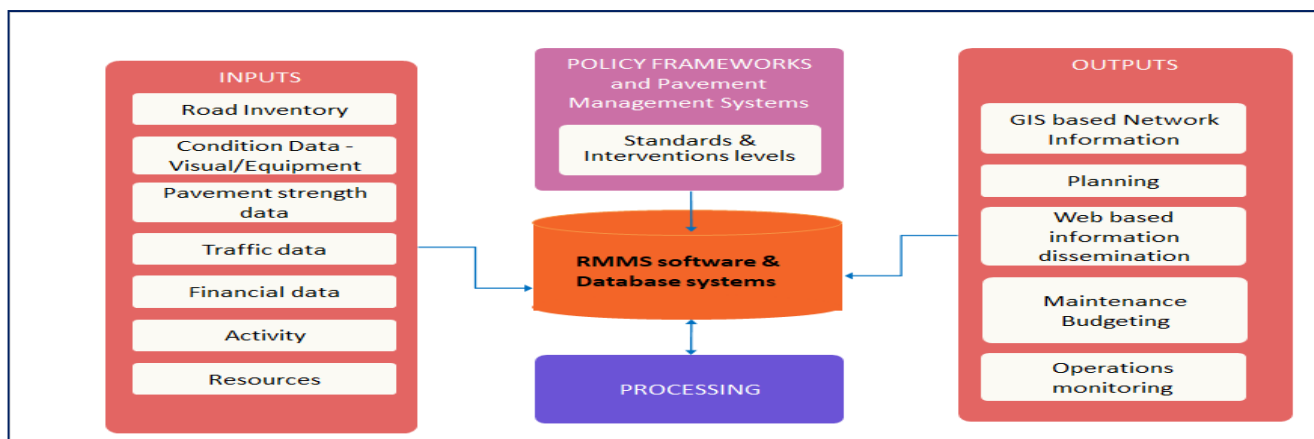 INPUTS
Road Inventory
Condition Data -
Visual/Equipment
Pavement strength
data
Traffic data
Financial data
Activity
Resources
POLICY FRAMEWORKS
and Pavement
Management Systems
Standards &
Interventions levels
RMMS software &
Database systems
PROCESSING
OUTPUTS
GIS based Network
Information
Planning
Web based
information
dissemination
Maintenance
Budgeting
Operations
monitoring